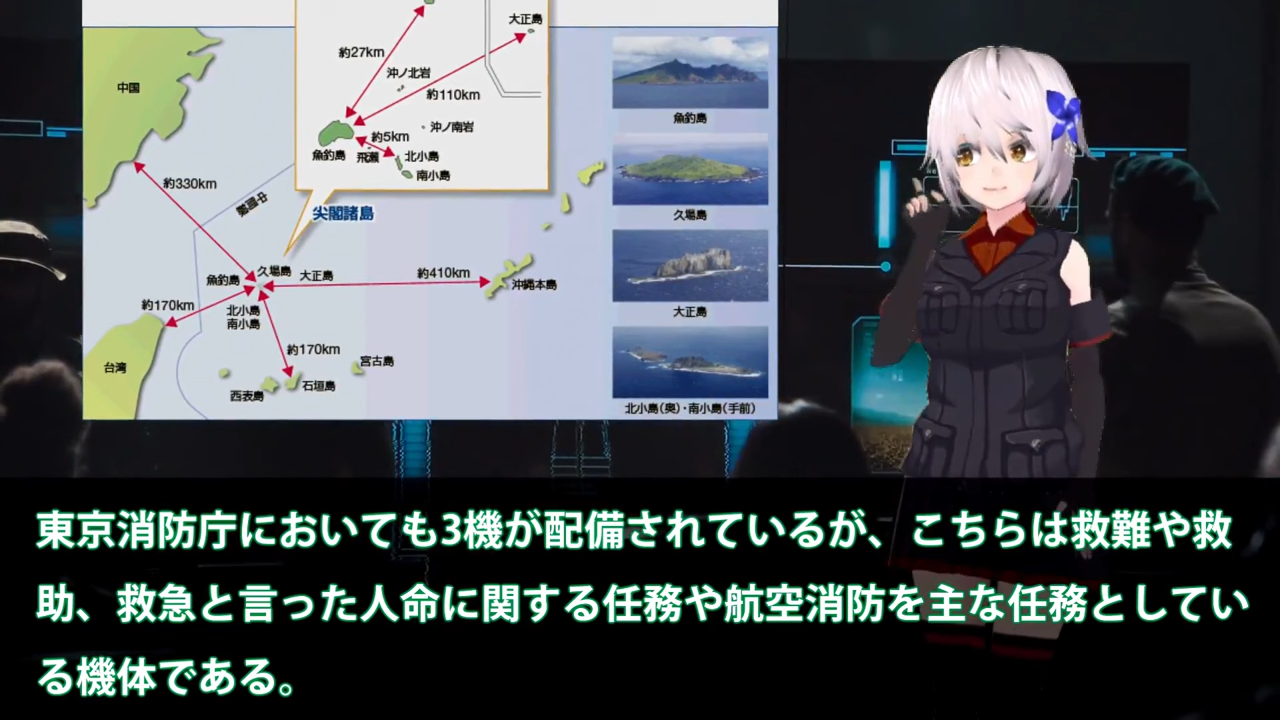 大正島
約27km
沖ノ北岩
約110km
沖ノ南岩
約5km
魚釣島
飛瀬
北小島
南小島
中国
約330km
中間線
尖閣諸島
魚釣島
久場島
大正島
約410km
沖縄本島
約170km
北小島
南小島
台湾
約170km
宮古島
石垣島
西表島
魚釣島
久場島
大正島
北小島(奥)・南小島(手前)
東京消防庁においても3機が配備されているが、こちらは救難や救
助、救急と言った人命に関する任務や航空消防を主な任務としてい
る機体である。